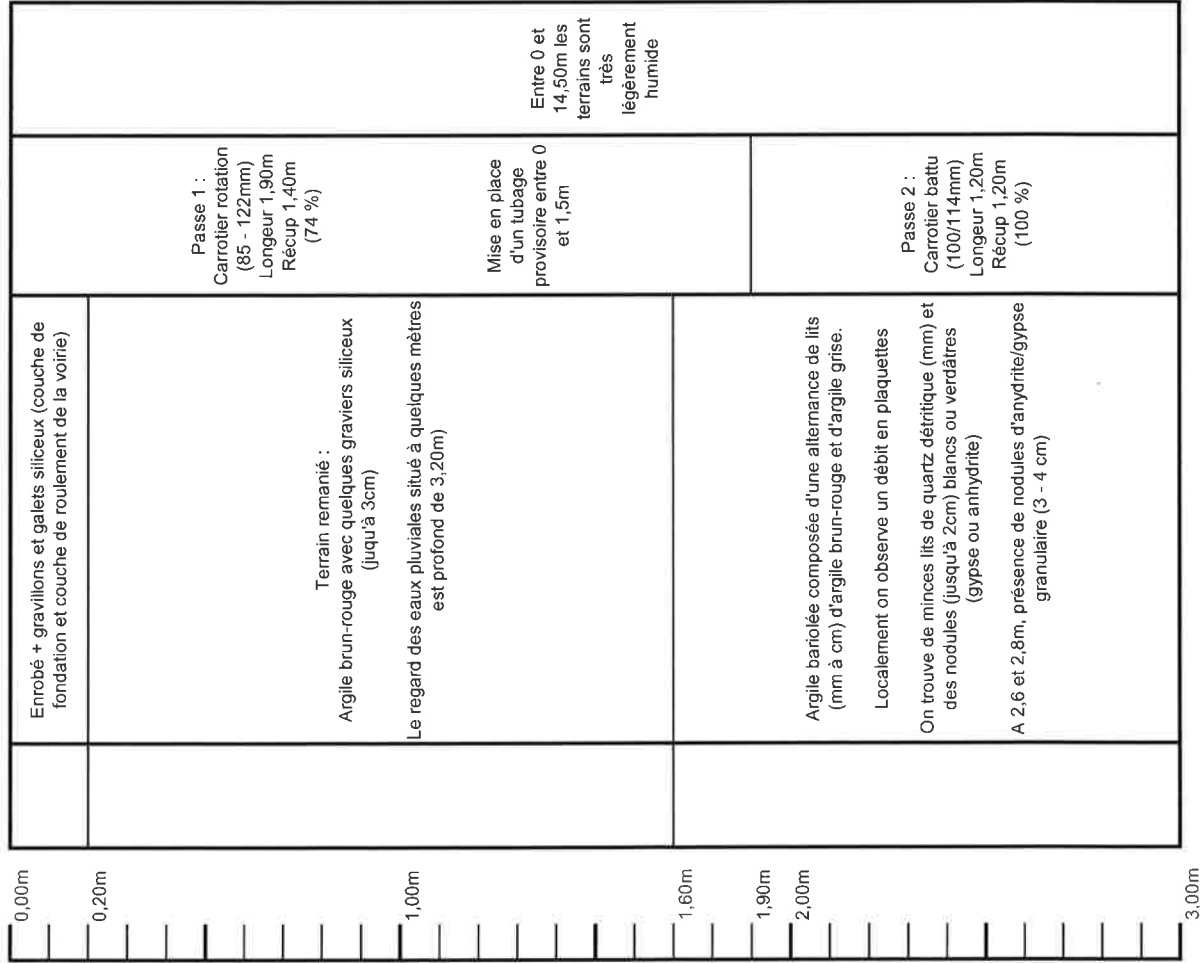 0,00m
0,20m
1,00m
1,60m
1,90m
2,00m
3,00m
Enrobé + gravillons et galets siliceux (couche de
fondation et couche de roulement de la voirie)
Terrain remanié :
Argile brun-rouge avec quelques graviers siliceux
(juqu'à 3cm)
Le regard des eaux pluviales situé à quelques mètres
est profond de 3,20m)
Argile bariolée composée d'une alternance de lits
(mm à cm) d'argile brun-rouge et d'argile grise.
Localement on observe un débit en plaquettes
On trouve de minces lits de quartz détritique (mm) et
des nodules (jusqu'à 2cm) blancs ou verdâtres
(gypse ou anhydrite)
A 2,6 et 2,8m, présence de nodules d'anydrite/gypse
granulaire (3 - 4 cm)
Passe 1 :
Carrotier rotation
(85 - 122mm)
Longeur 1,90m
Récup 1,40m
(74 %)
Mise en place
d'un tubage
provisoire entre 0
et 1,5m
Passe 2 :
Carrotier battu
(100/114mm)
Longeur 1,20m
Récup 1,20m
(100 %)
Entre 0 et
14,50m les
terrains sont
très
légèrement
humide